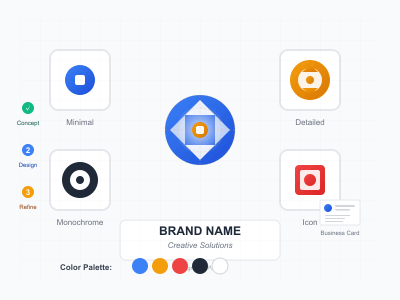 Minimal
Detailed
Concept
2
Design
3
Refine
Monochrome
Icon
BRAND NAME
Creative Solutions
Business Card
Color Palette: